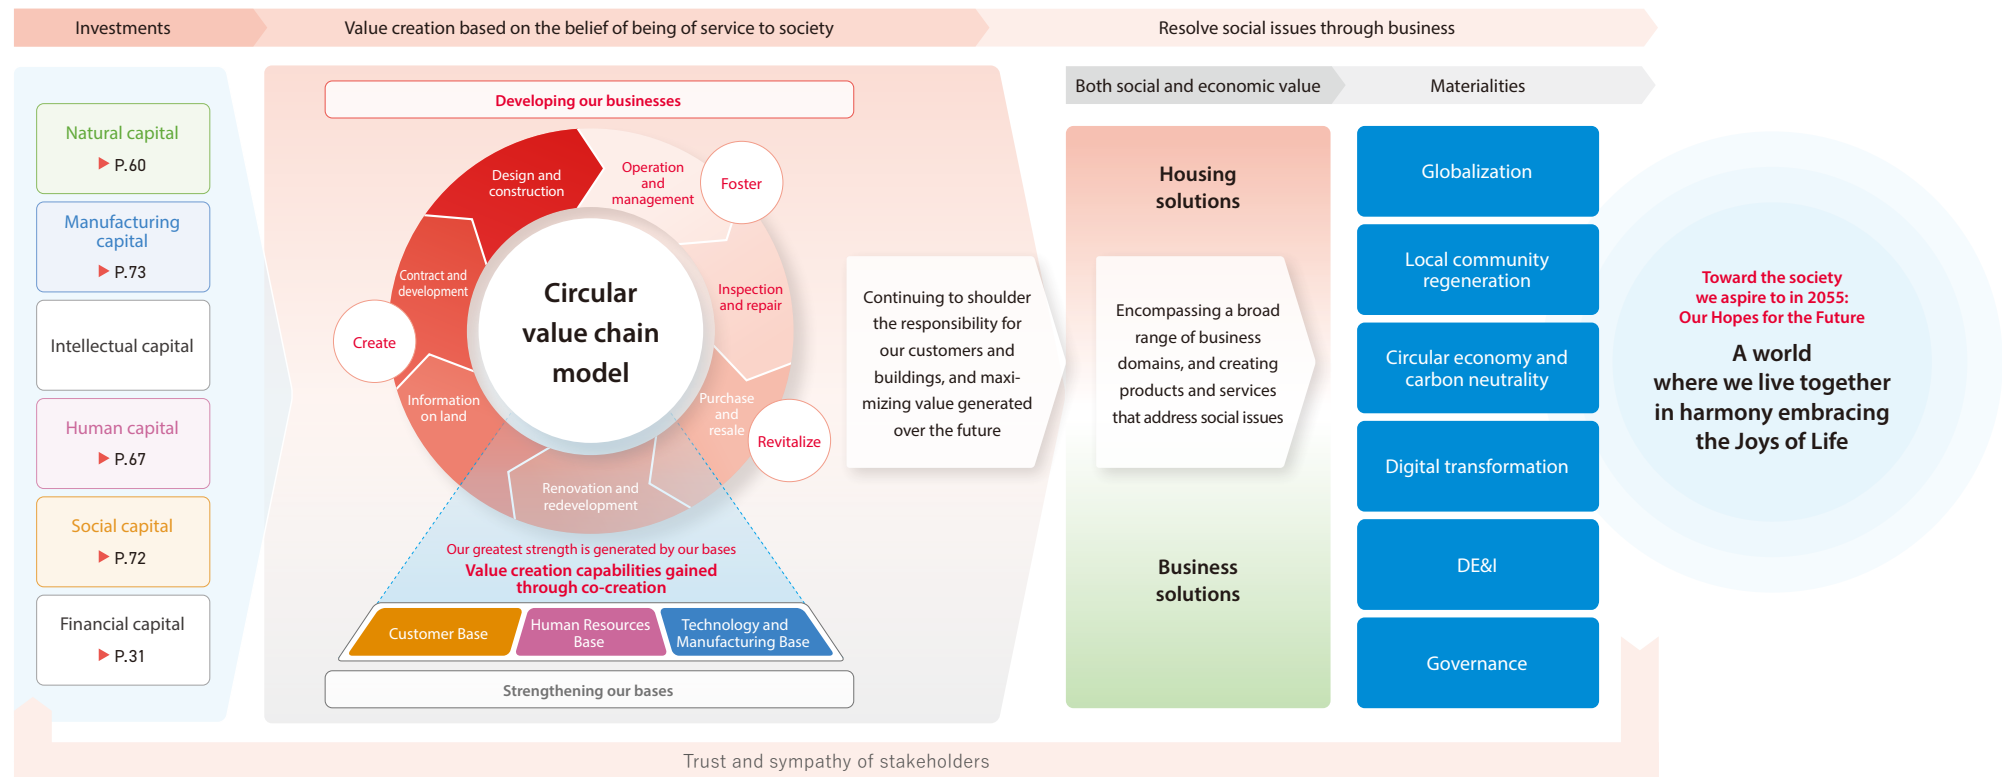 Investments
Value creation based on the belief of being of service to society
Resolve social issues through business
Natural capital
P.60
Manufacturing
capital
P.73
Intellectual capital
Human capital
P.67
Social capital
P.72
Financial capital
P.31
Developing our businesses
Design and
construction
Operation
and
management
Foster
Contract and
development
Inspection
and repair
Create
Circular
value chain
model
Information
on land
Purchase
and
resale
Revitalize
Renovation and
redevelopment
Our greatest strength is generated by our bases
Value creation capabilities gained
through co-creation
Customer Base
Human Resources
Base
Technology and
Manufacturing Base
Strengthening our bases
Continuing to shoulder
the responsibility for
our customers and
buildings, and maxi-
mizing value generated
over the future
Both social and economic value
Materialities
Housing
solutions
Encompassing a broad
range of business
domains, and creating
products and services
that address social issues
Business
solutions
Globalization
Local community
regeneration
Circular economy and
carbon neutrality
Digital transformation
DE&I
Governance
Toward the society
we aspire to in 2055:
Our Hopes for the Future
A world
where we live together
in harmony embracing
the Joys of Life
Trust and sympathy of stakeholders